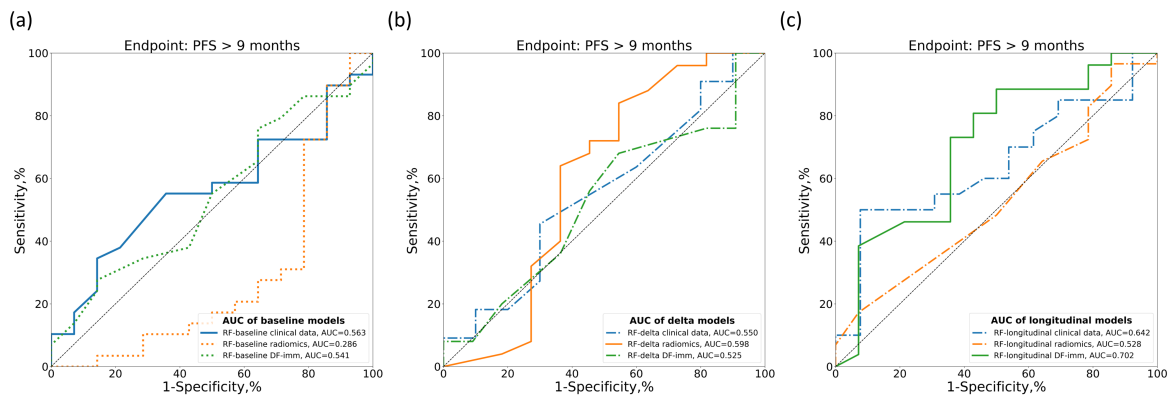 (a)
Endpoint: PFS > 9 months
100
80
60
40
20
0
Sensitivity,%
AUC of baseline models
RF-baseline clinical data, AUC=0.563
RF-baseline radiomics, AUC=0.286
RF-baseline DF-imm, AUC=0.541
20
40
60
80
100
1-Specificity,%
(b)
Endpoint: PFS > 9 months
100
80
60
40
20
0
Sensitivity,%
AUC of delta models
RF-delta clinical data, AUC=0.550
RF-delta radiomics, AUC=0.598
RF-delta DF-imm, AUC=0.525
20
40
60
80
100
1-Specificity,%
(c)
Endpoint: PFS > 9 months
100
80
60
40
20
0
Sensitivity,%
AUC of longitudinal models
RF-longitudinal clinical data, AUC=0.642
RF-longitudinal radiomics, AUC=0.528
RF-longitudinal DF-imm, AUC=0.702
20
40
60
80
100
1-Specificity,%